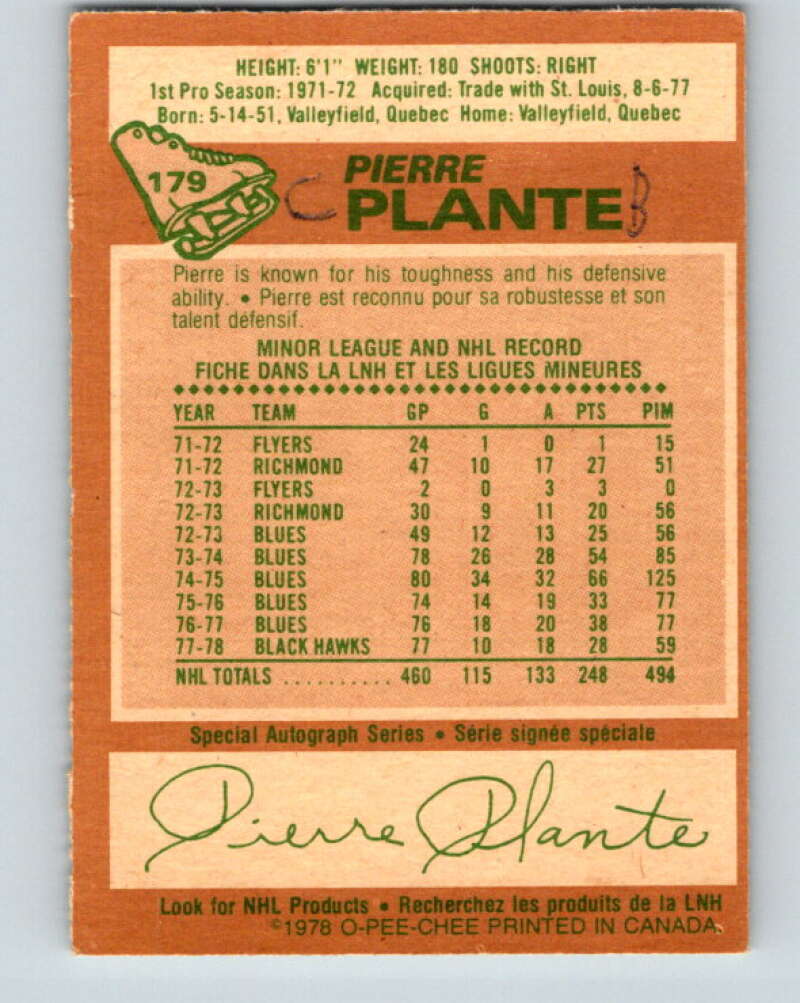 HEIGHT: 6'1" WEIGHT: 180 SHOOTS: RIGHT
1st Pro Season: 1971-72 Acquired: Trade with St. Louis, 8-6-77
Born: 5-14-51, Valleyfield, Quebec Home: Valleyfield, Quebec
179
PIERRE
C PLANTE B
Pierre is known for his toughness and his defensive
ability. • Pierre est reconnu pour sa robustesse et son
talent défensif.
MINOR LEAGUE AND NHL RECORD
FICHE DANS LA LNH ET LES LIGUES MINEURES
YEAR TEAM GP G A PTS PIM
71-72 FLYERS 24 1 0 1 15
71-72 RICHMOND 47 10 17 27 51
72-73 FLYERS 2 0 3 3 0
72-73 RICHMOND 30 9 11 20 56
72-73 BLUES 49 12 13 25 56
73-74 BLUES 78 26 28 54 85
74-75 BLUES 80 34 32 66 125
75-76 BLUES 74 14 19 33 77
76-77 BLUES 76 18 20 38 77
77-78 BLACK HAWKS 77 10 18 28 59
NHL TOTALS .......... 460 115 133 248 494
Special Autograph Series • Série signée spéciale
Pierre Plante
Look for NHL Products • Recherchez les produits de la LNH
©1978 O-PEE-CHEE PRINTED IN CANADA